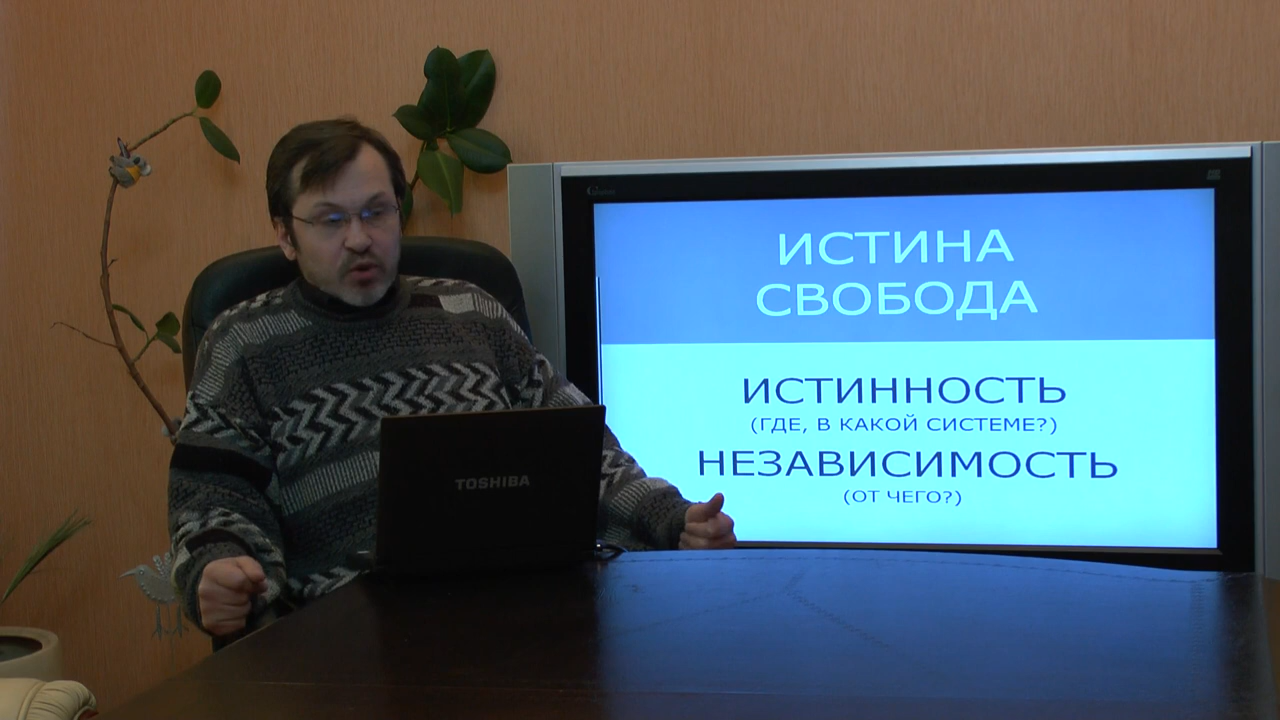 ИСТИНА
СВОБОДА
ИСТИННОСТЬ
(ГДЕ, В КАКОЙ СИСТЕМЕ?)
НЕЗАВИСИМОСТЬ
(ОТ ЧЕГО?)
TOSHIBA